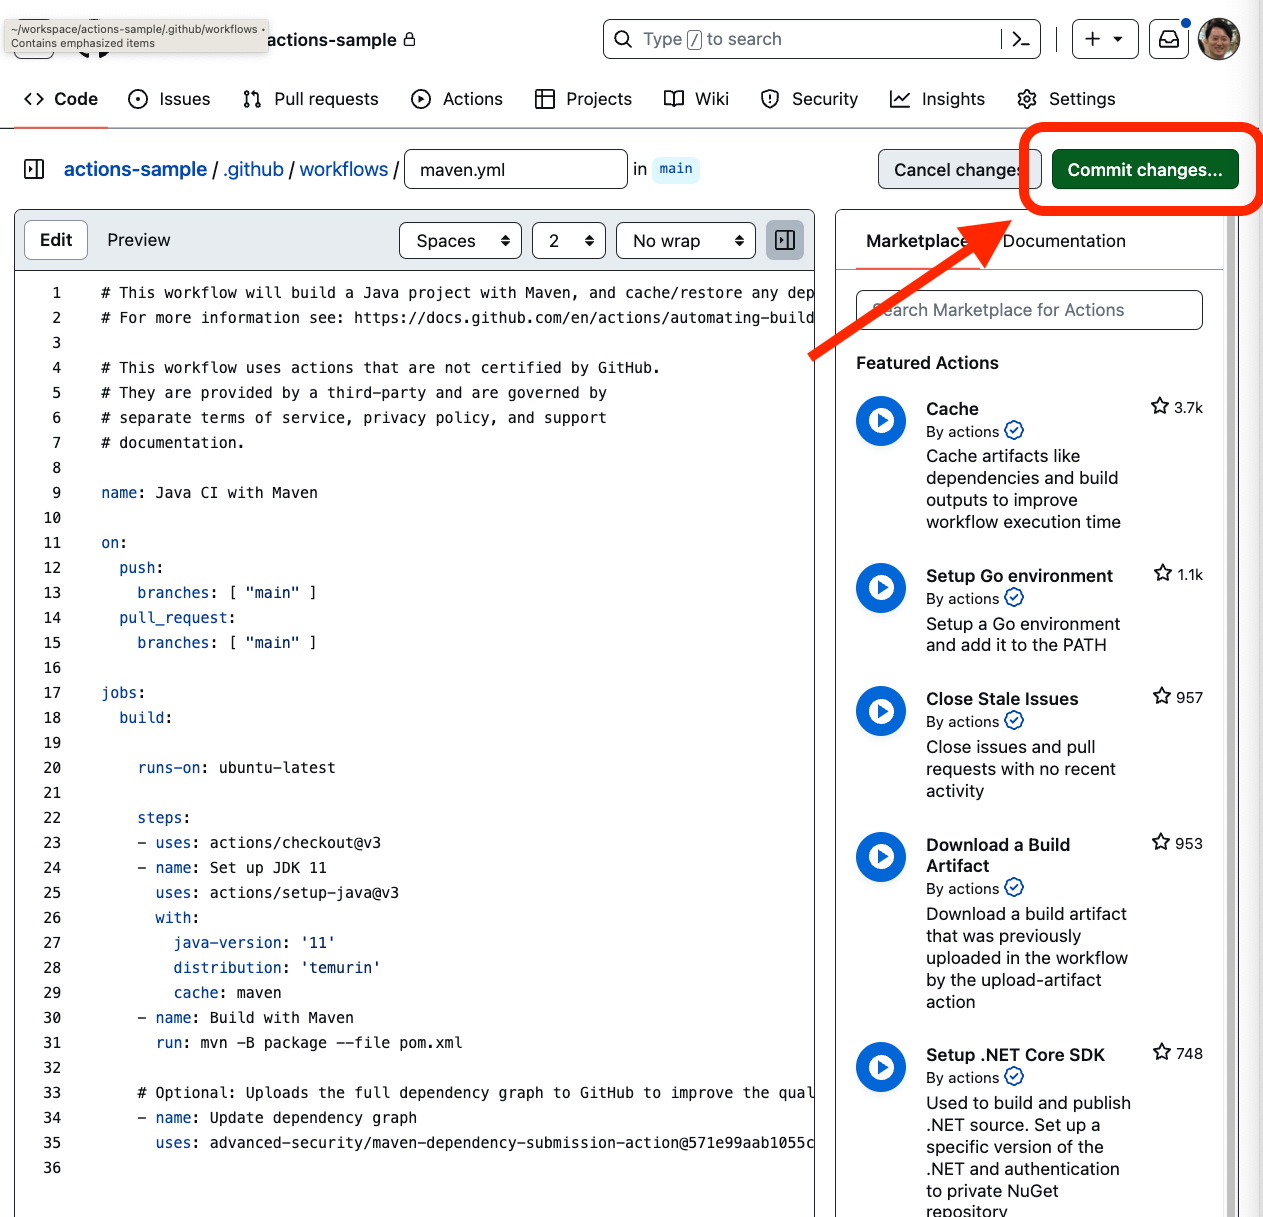 ~/workspace/actions-sample/.github/workflows •
Contains emphasized items
actions-sample
Type / to search
Code
Issues
Pull requests
Actions
Projects
Wiki
Security
Insights
Settings
actions-sample / .github / workflows / maven.yml in main
Cancel changes
Commit changes...
Edit
Preview
Spaces
2
No wrap
1 # This workflow will build a Java project with Maven, and cache/restore any dep
2 # For more information see: https://docs.github.com/en/actions/automating-build
3
4 # This workflow uses actions that are not certified by GitHub.
5 # They are provided by a third-party and are governed by
6 # separate terms of service, privacy policy, and support
7 # documentation.
8
9 name: Java CI with Maven
10
11 on:
12   push:
13     branches: [ "main" ]
14   pull_request:
15     branches: [ "main" ]
16
17 jobs:
18   build:
19
20     runs-on: ubuntu-latest
21
22     steps:
23     - uses: actions/checkout@v3
24     - name: Set up JDK 11
25       uses: actions/setup-java@v3
26       with:
27         java-version: '11'
28         distribution: 'temurin'
29         cache: maven
30     - name: Build with Maven
31       run: mvn -B package --file pom.xml
32
33     # Optional: Uploads the full dependency graph to GitHub to improve the qual
34     - name: Update dependency graph
35       uses: advanced-security/maven-dependency-submission-action@571e99aab1055c
36
Marketplace
Documentation
Search Marketplace for Actions
Featured Actions
Cache
3.7k
By actions
Cache artifacts like
dependencies and build
outputs to improve
workflow execution time
Setup Go environment
1.1k
By actions
Setup a Go environment
and add it to the PATH
Close Stale Issues
957
By actions
Close issues and pull
requests with no recent
activity
Download a Build
Artifact
953
By actions
Download a build artifact
that was previously
uploaded in the workflow
by the upload-artifact
action
Setup .NET Core SDK
748
By actions
Used to build and publish
.NET source. Set up a
specific version of the
.NET and authentication
to private NuGet
repository